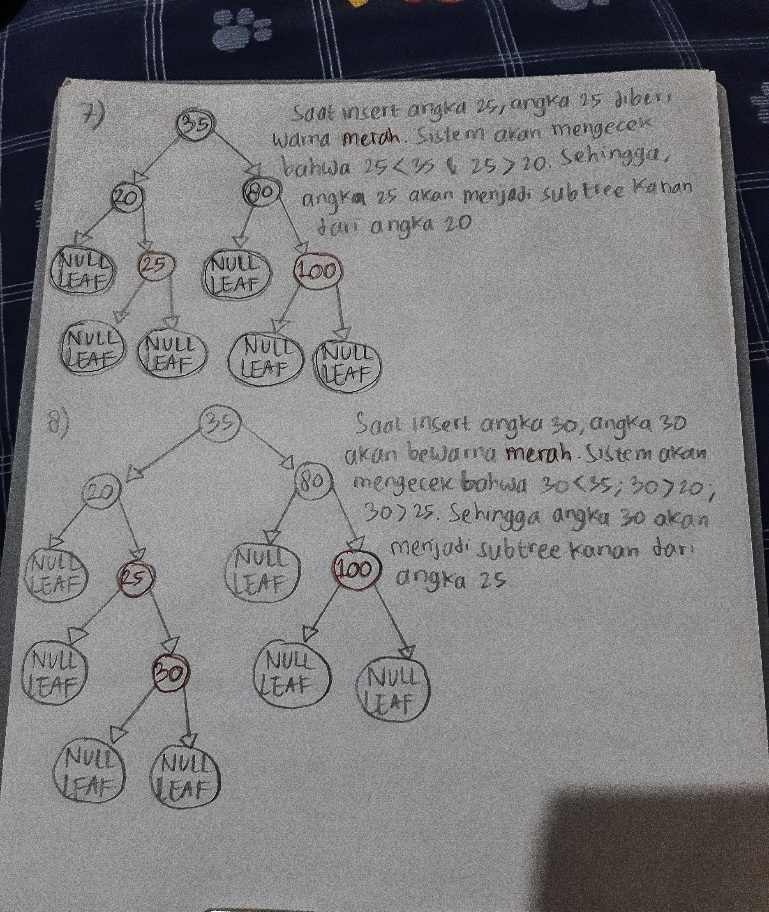 7)
35
Saat insert angka 25, angka 25 diberi
warna merah. Sistem akan mengecek
bahwa 25 < 35 & 25 > 20. Sehingga,
angka 25 akan menjadi subtree kanan
dari angka 20
20
80
NULL
LEAF
25
NULL
LEAF
100
NULL
LEAF
NULL
LEAF
NULL
LEAF
NULL
LEAF
8)
35
Saat insert angka 30, angka 30
akan bewarna merah. Sistem akan
mengecek bahwa 30<35; 30>20;
30>25. Sehingga angka 30 akan
menjadi subtree kanan dari
angka 25
20
80
NULL
LEAF
25
NULL
LEAF
100
NULL
LEAF
30
NULL
LEAF
NULL
LEAF
NULL
LEAF
NULL
LEAF